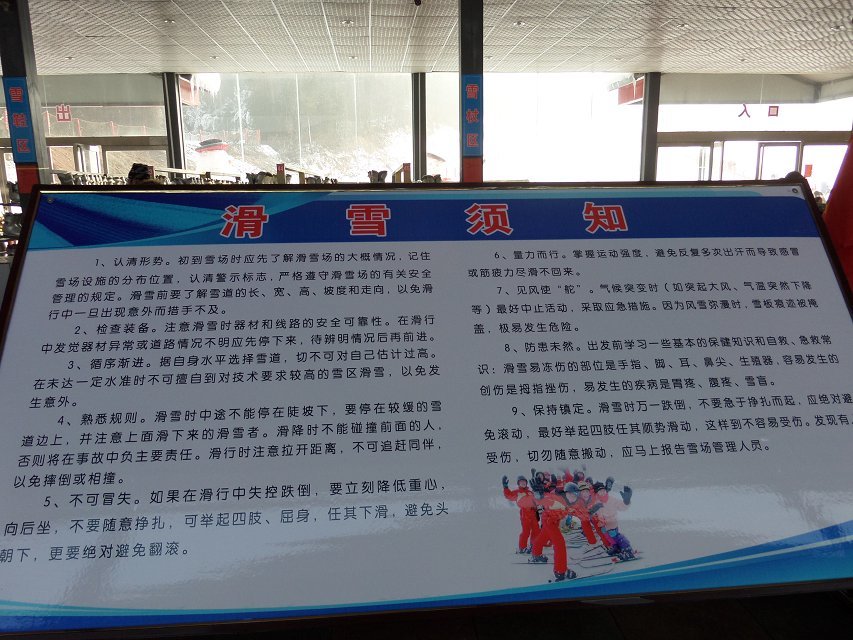 雪鞋区
出
雪杖区
入口
滑雪须知
1、认清形势。初到雪场时应先了解滑雪场的大概情况，记住
雪场设施的分布位置，认清警示标志，严格遵守滑雪场的有关安全
管理的规定。滑雪前要了解雪道的长、宽、高、坡度和走向，以免滑
行中一旦出现意外而措手不及。
2、检查装备。注意滑雪时器材和线路的安全可靠性。在滑行
中发觉器材异常或道路情况不明应先停下来，待辨明情况后再前进。
3、循序渐进。据自身水平选择雪道，切不可对自己估计过高。
在未达一定水准时不可擅自到对技术要求较高的雪区滑雪，以免发
生意外。
4、熟悉规则。滑雪时中途不能停在陡坡下，要停在较缓的雪
道边上，并注意上面滑下来的滑雪者。滑降时不能碰撞前面的人，
否则将在事故中负主要责任。滑行时注意拉开距离，不可追赶同伴，
以免摔倒或相撞。
5、不可冒失。如果在滑行中失控跌倒，要立刻降低重心，
向后坐，不要随意挣扎，可举起四肢、屈身，任其下滑，避免头
朝下，更要绝对避免翻滚。
6、量力而行。掌握运动强度，避免反复多次出汗而导致感冒
或筋疲力尽滑不回来。
7、见风使“舵”。气候突变时（如突起大风、气温突然下降
等）最好中止活动，采取应急措施。因为风雪弥漫时，雪板痕迹被掩
盖，极易发生危险。
8、防患未然。出发前学习一些基本的保健知识和自救、急救常
识：滑雪易冻伤的部位是手指、脚、耳、鼻尖、生殖器，容易发生的
创伤是拇指挫伤，易发生的疾病是胃疼、腹疼、雪盲。
9、保持镇定。滑雪时万一跌倒，不要急于挣扎而起，应绝对避
免滚动，最好举起四肢任其顺势滑动，这样到不容易受伤。发现有人
受伤，切勿随意搬动，应马上报告雪场管理人员。